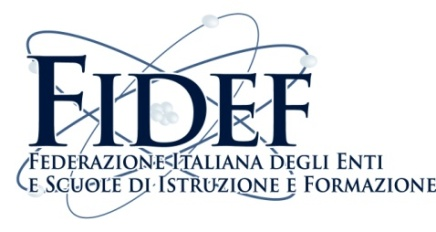 FIDEF
FEDERAZIONE ITALIANA DEGLI ENTI
E SCUOLE DI ISTRUZIONE E FORMAZIONE